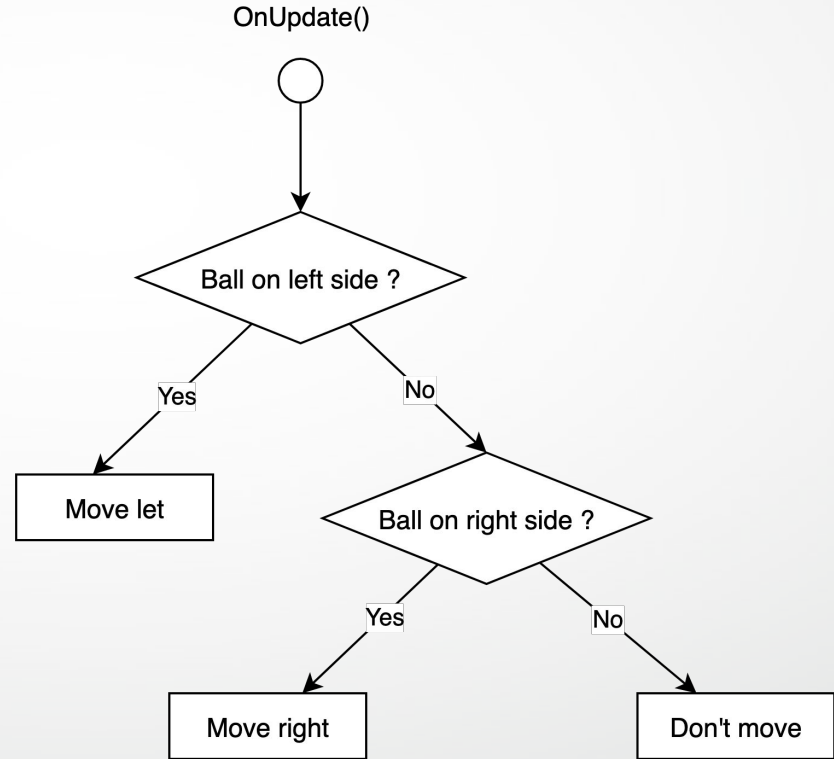 OnUpdate()
Ball on left side ?
Yes
No
Move let
Ball on right side ?
Yes
No
Move right
Don't move